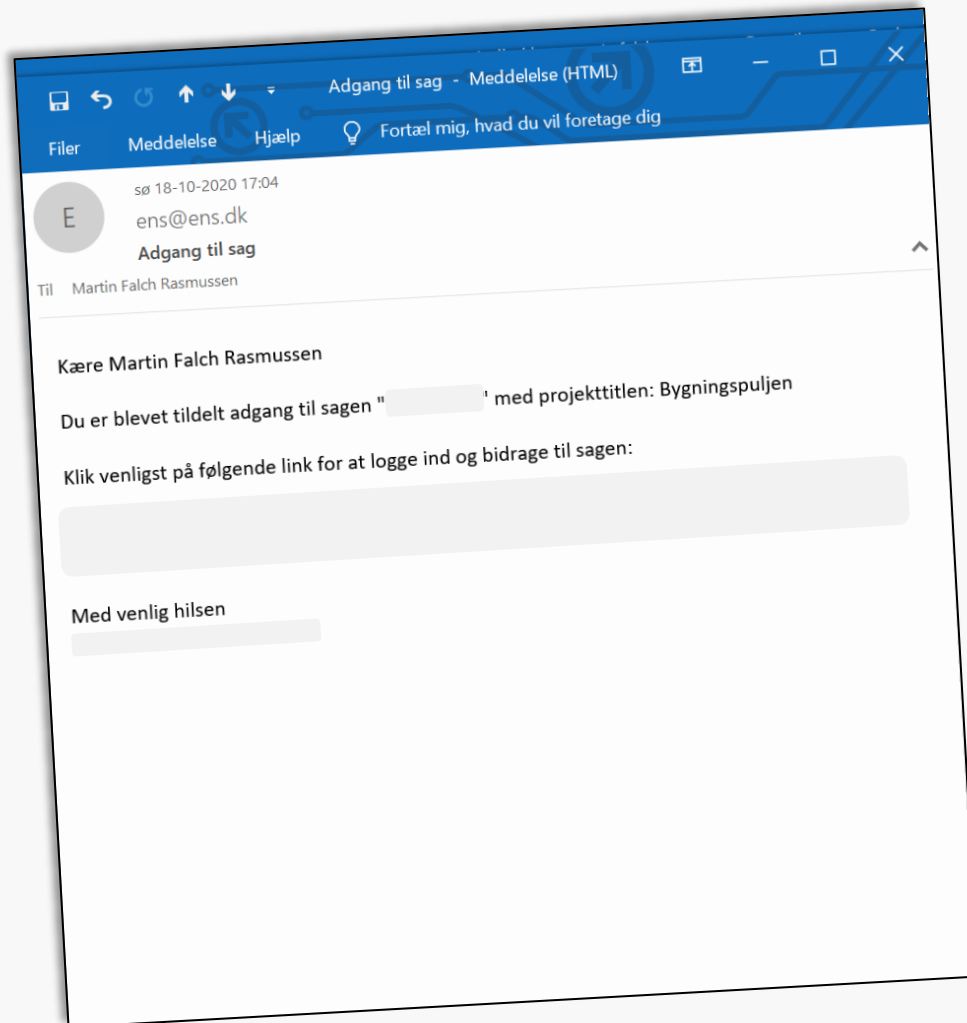 Adgang til sag - Meddelelse (HTML)
Filer Meddelelse Hjælp Fortæl mig, hvad du vil foretage dig
E
sø 18-10-2020 17:04
ens@ens.dk
Adgang til sag
Til Martin Falch Rasmussen
Kære Martin Falch Rasmussen
Du er blevet tildelt adgang til sagen " ' med projekttitlen: Bygningspuljen
Klik venligst på følgende link for at logge ind og bidrage til sagen:
Med venlig hilsen